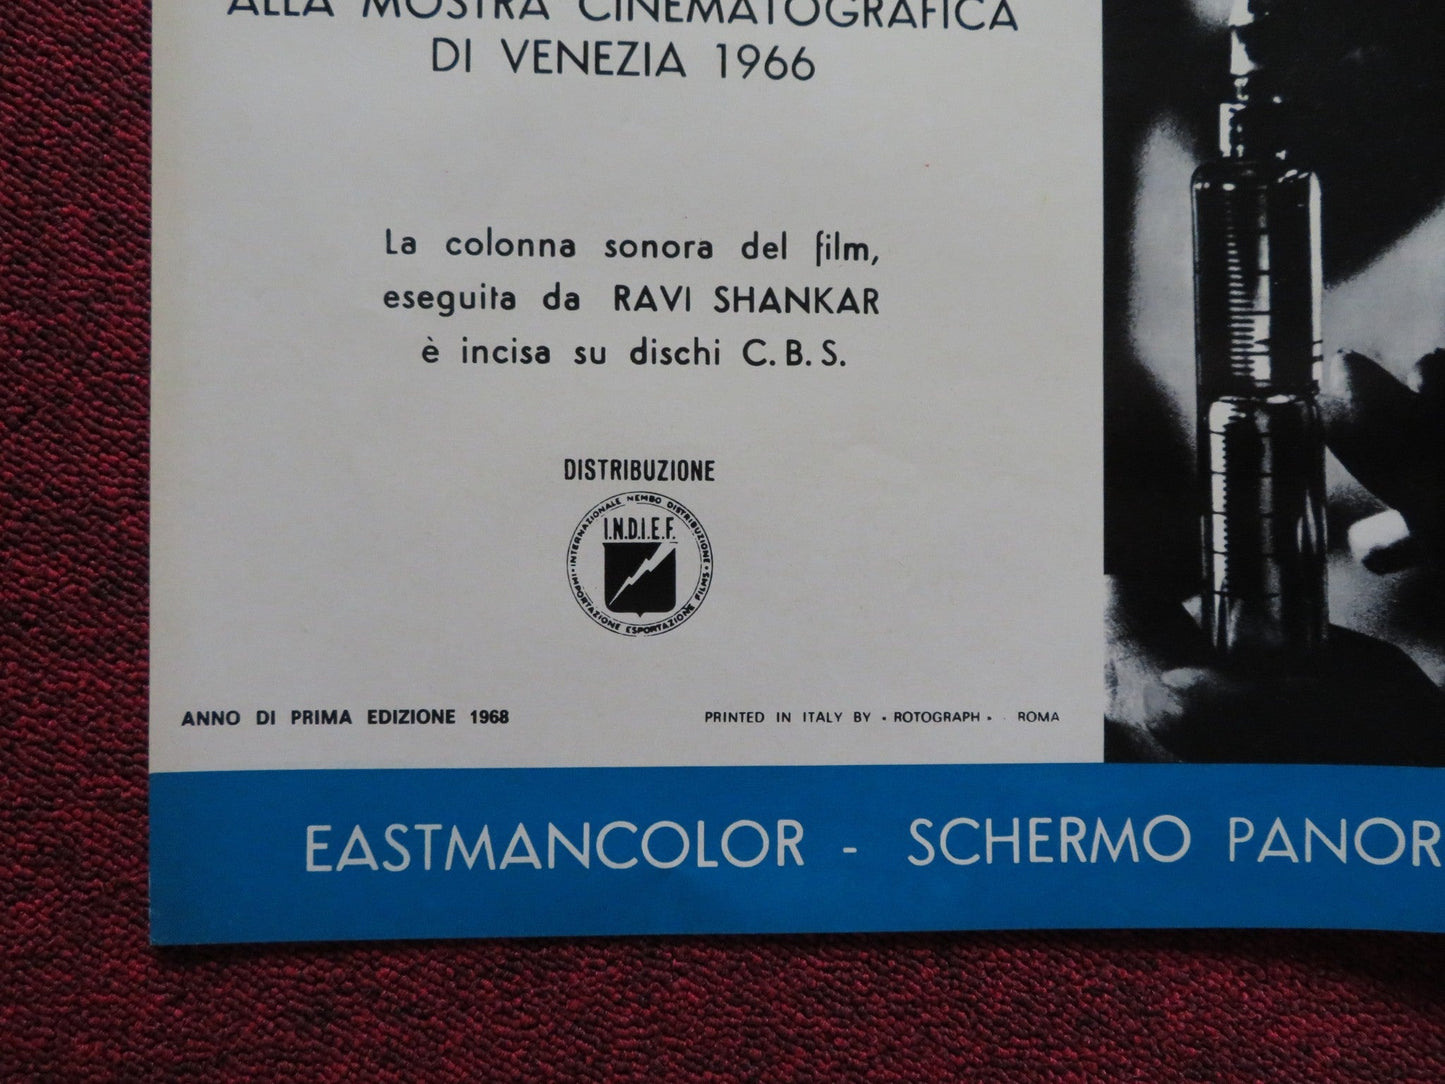 ALLA MOSTRA CINEMATOGRAFICA
DI VENEZIA 1966
La colonna sonora del film,
eseguita da RAVI SHANKAR
è incisa su dischi C.B.S.
DISTRIBUZIONE
INTERNAZIONALE NEMBO DISTRIBUZIONE
I.N.D.I.E.F.
IMPORTAZIONE ESPORTAZIONE FILMS
ANNO DI PRIMA EDIZIONE 1968
PRINTED IN ITALY BY • ROTOGRAPH • - ROMA
EASTMANCOLOR - SCHERMO PANOR